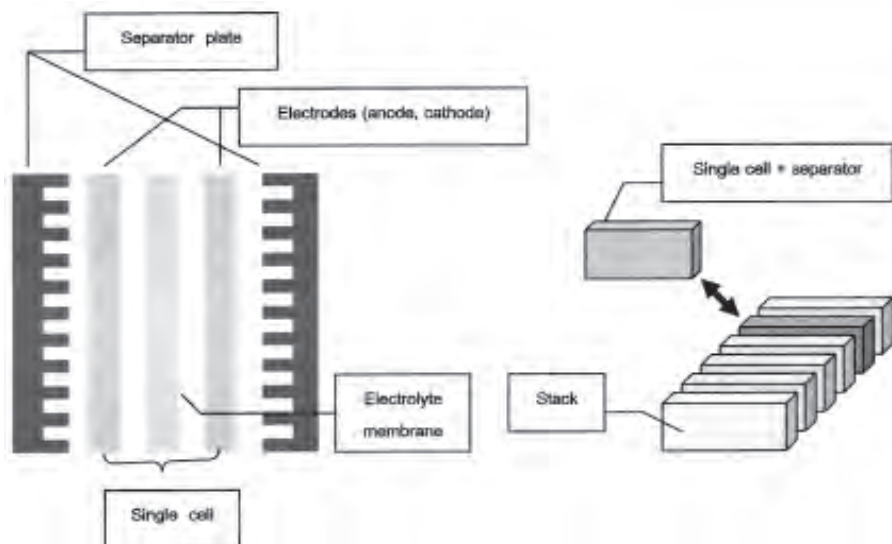 Separator plate
Electrodes (anode, cathode)
Single cell + separator
Electrolyte
membrane
Stack
Single cell